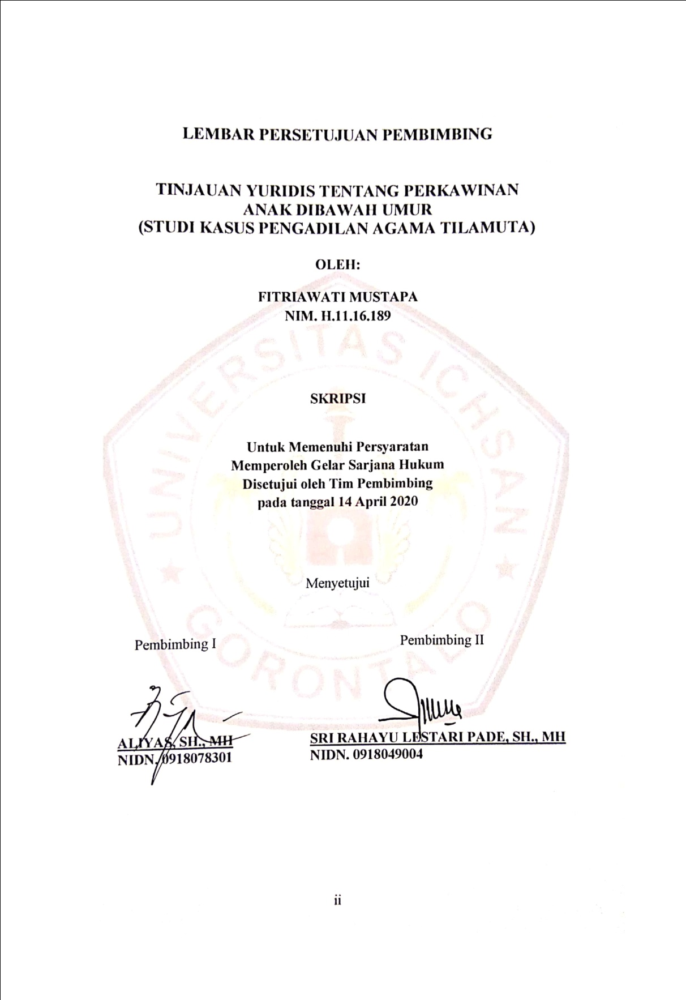 LEMBAR PERSETUJUAN PEMBIMBING
TINJAUAN YURIDIS TENTANG PERKAWINAN
ANAK DIBAWAH UMUR
(STUDI KASUS PENGADILAN AGAMA TILAMUTA)
OLEH:
FITRIAWATI MUSTAPA
NIM. H.11.16.189
UNIVERSITAS ICHSAN
GORONTALO
SKRIPSI
Untuk Memenuhi Persyaratan
Memperoleh Gelar Sarjana Hukum
Disetujui oleh Tim Pembimbing
pada tanggal 14 April 2020
Menyetujui
Pembimbing I
Pembimbing II
ALIYAS, SH., MH
NIDN. 0918078301
SRI RAHAYU LESTARI PADE, SH., MH
NIDN. 0918049004
ii